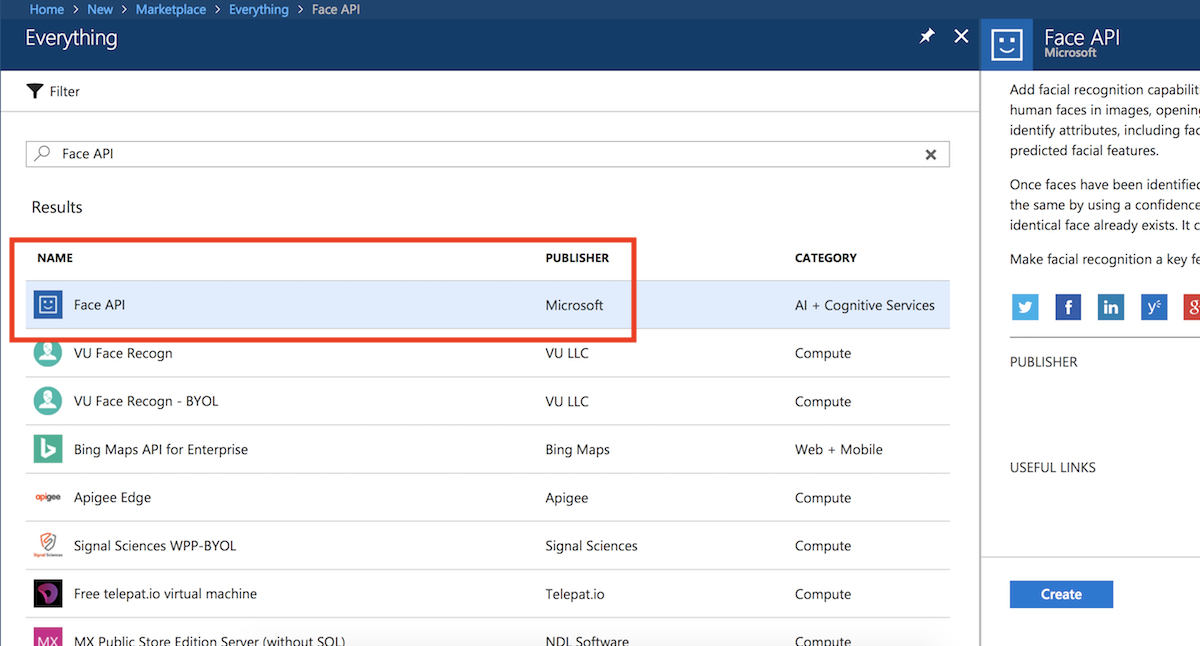 Home > New > Marketplace > Everything > Face API
Everything
Filter
Face API
Results
NAME PUBLISHER CATEGORY
Face API Microsoft AI + Cognitive Services
VU Face Recogn VU LLC Compute
VU Face Recogn - BYOL VU LLC Compute
Bing Maps API for Enterprise Bing Maps Web + Mobile
apigee Apigee Edge Apigee Compute
Signal Sciences Signal Sciences WPP-BYOL Signal Sciences Compute
Free telepat.io virtual machine Telepat.io Compute
MX MX Public Store Edition Server (without SQL) NDL Software Compute
Face API
Microsoft
Add facial recognition capabilit
human faces in images, opening
identify attributes, including fac
predicted facial features.
Once faces have been identified
the same by using a confidence
identical face already exists. It c
Make facial recognition a key fe
f in y
PUBLISHER
USEFUL LINKS
Create